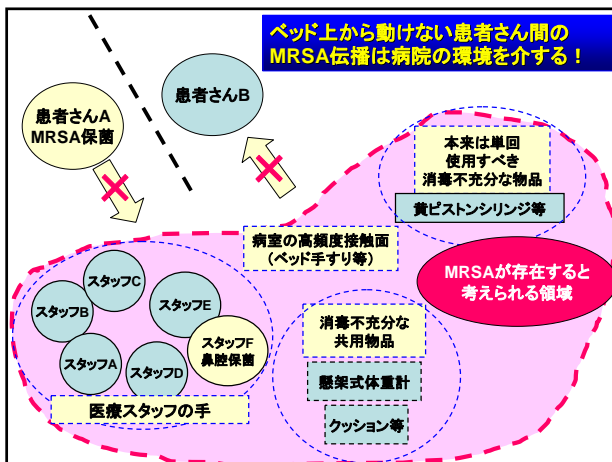 ベッド上から動けない患者さん間の
MRSA伝播は病院の環境を介する！
患者さんA
MRSA保菌
患者さんB
本来は単回
使用すべき
消毒不充分な物品
黄ピストンシリンジ等
病室の高頻度接触面
（ベッド手すり等）
MRSAが存在すると
考えられる領域
スタッフC
スタッフB
スタッフE
スタッフF
鼻腔保菌
スタッフA
スタッフD
医療スタッフの手
消毒不充分な
共用物品
懸架式体重計
クッション等